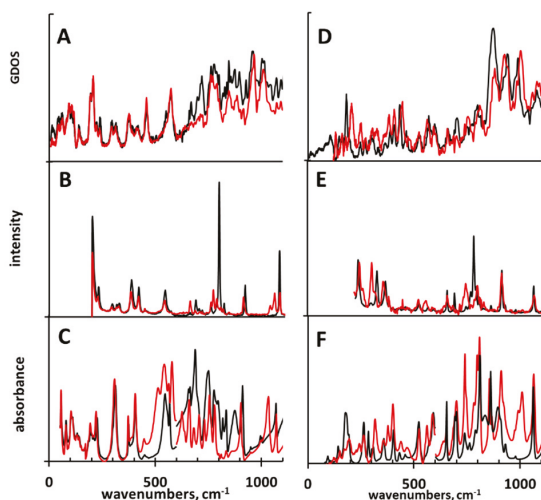 A
D
GDOS
B
E
intensity
C
F
absorbance
0 500 1000
0 500 1000
wavenumbers, cm-1
wavenumbers, cm-1